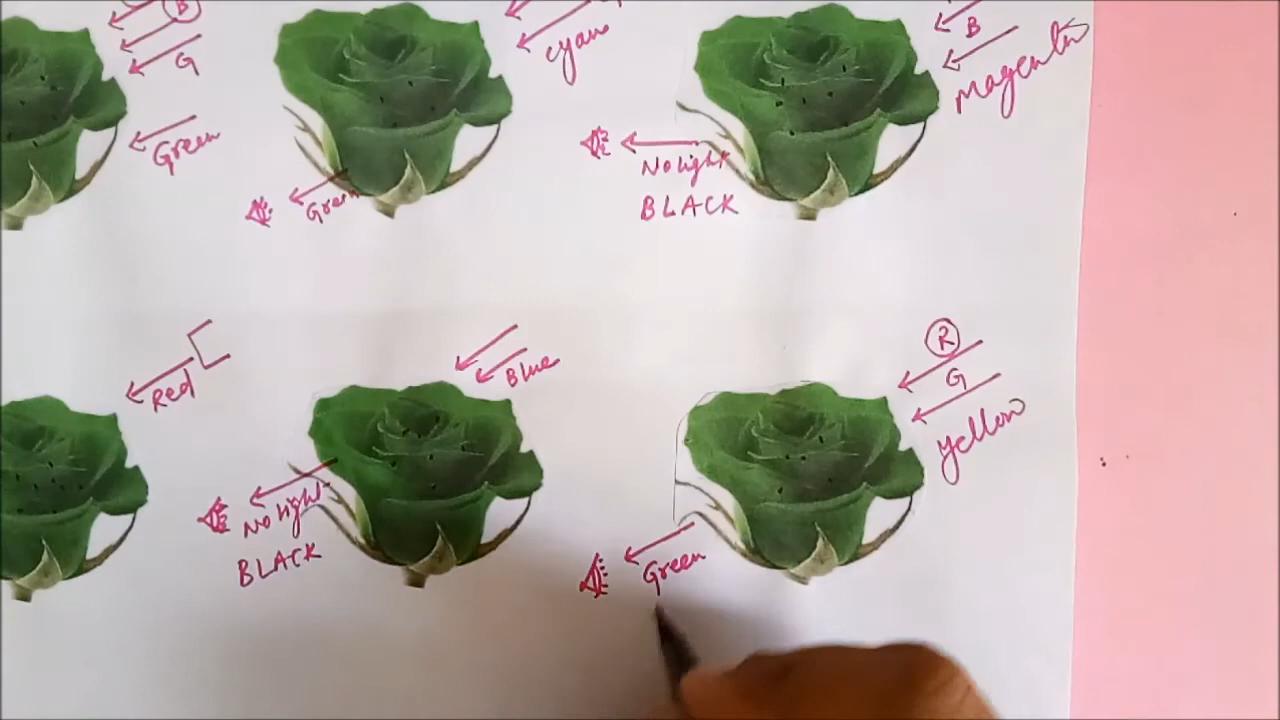 B
G
Green
Cyan
Green
B
Magenta
No light
BLACK
Red
Blue
No light
BLACK
R
G
Yellow
Green